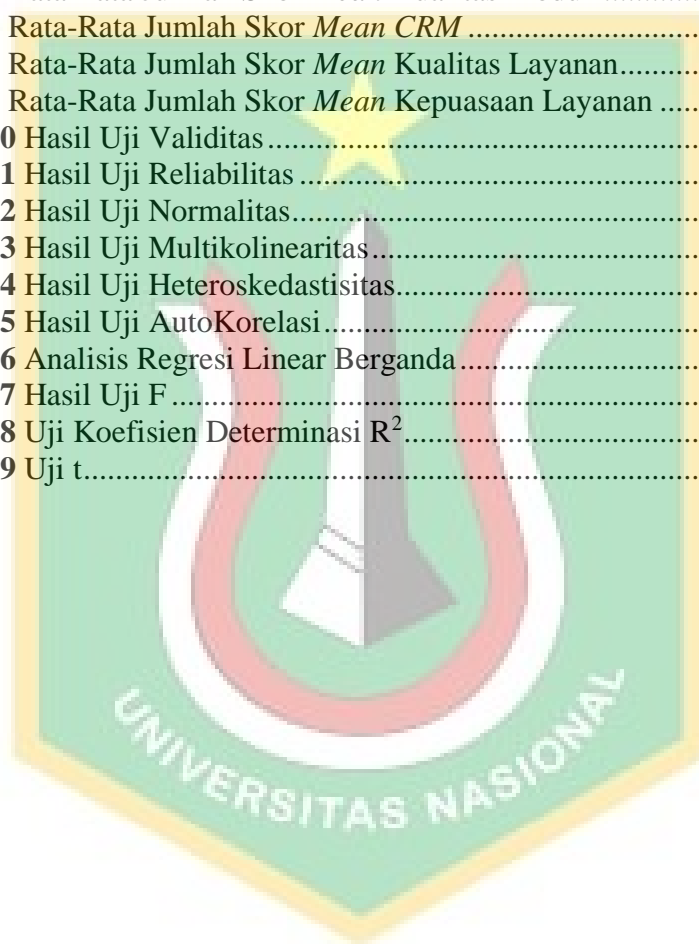 Rata-Rata Jumlah Skor Mean CRM ..............................
Rata-Rata Jumlah Skor Mean Kualitas Layanan..........
Rata-Rata Jumlah Skor Mean Kepuasaan Layanan .....
0 Hasil Uji Validitas.........................................................
1 Hasil Uji Reliabilitas .....................................................
2 Hasil Uji Normalitas......................................................
3 Hasil Uji Multikolinearitas............................................
4 Hasil Uji Heteroskedastisitas.........................................
5 Hasil Uji AutoKorelasi..................................................
6 Analisis Regresi Linear Berganda................................
7 Hasil Uji F .....................................................................
8 Uji Koefisien Determinasi R²........................................
9 Uji t.................................................................................
UNIVERSITAS NASIONAL